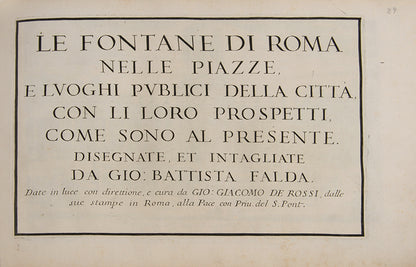 29
LE FONTANE DI ROMA
NELLE PIAZZE,
E LVOGHI PVBLICI DELLA CITTÀ,
CON LI LORO PROSPETTI,
COME SONO AL PRESENTE.
DISEGNATE, ET INTAGLIATE
DA GIO: BATTISTA FALDA.
Date in luce con direttione, e cura da GIO: GIACOMO DE ROSSI, dalle
sue stampe in Roma, alla Pace con Priu. del S. Pont.